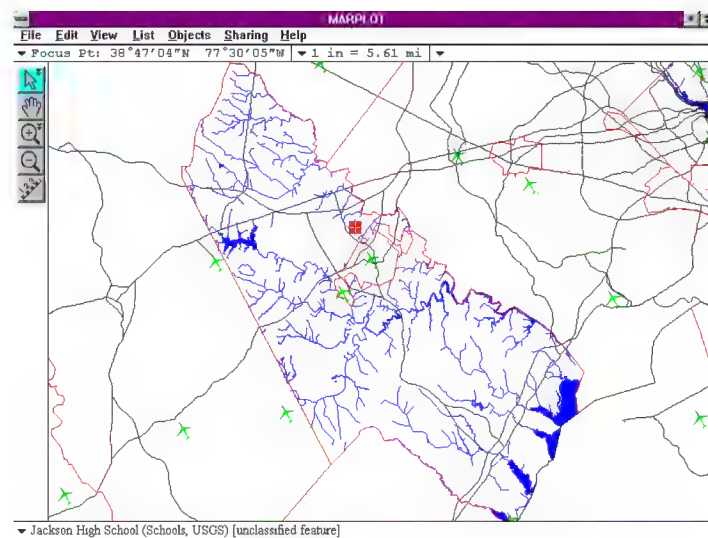 MARPLOT
File Edit View List Objects Sharing Help
Focus Pt: 38°47'04"N 77°30'05"W 1 in = 5.61 mi
Jackson High School (Schools, USGS) [unclassified feature]